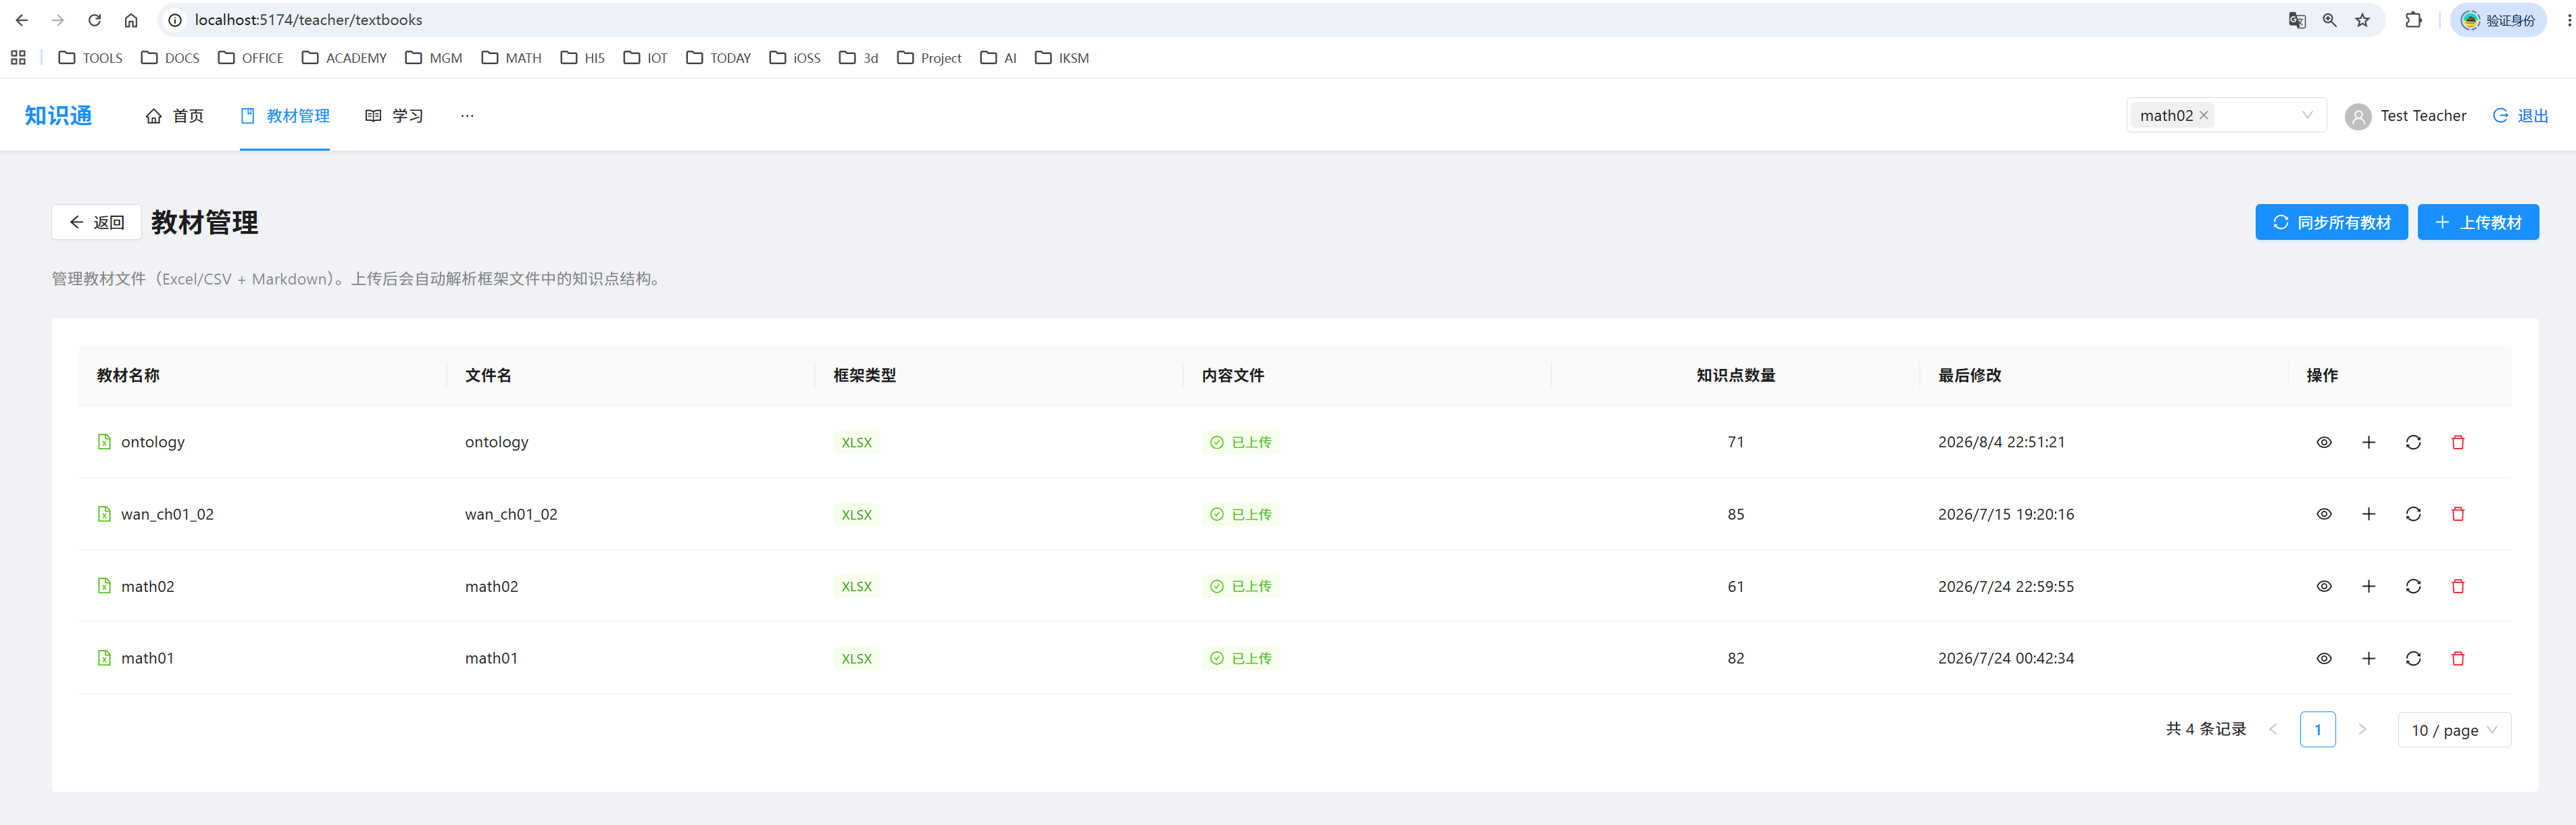 localhost:5174/teacher/textbooks
验证身份
TOOLS DOCS OFFICE ACADEMY MGM MATH HI5 IOT TODAY iOSS 3d Project AI IKSM
知识通 首页 教材管理 学习 ··· math02 Test Teacher 退出
返回 教材管理 同步所有教材 上传教材
管理教材文件（Excel/CSV + Markdown）。上传后会自动解析框架文件中的知识点结构。
教材名称 文件名 框架类型 内容文件 知识点数量 最后修改 操作
ontology ontology XLSX 已上传 71 2026/8/4 22:51:21
wan_ch01_02 wan_ch01_02 XLSX 已上传 85 2026/7/15 19:20:16
math02 math02 XLSX 已上传 61 2026/7/24 22:59:55
math01 math01 XLSX 已上传 82 2026/7/24 00:42:34
共 4 条记录 1 10 / page